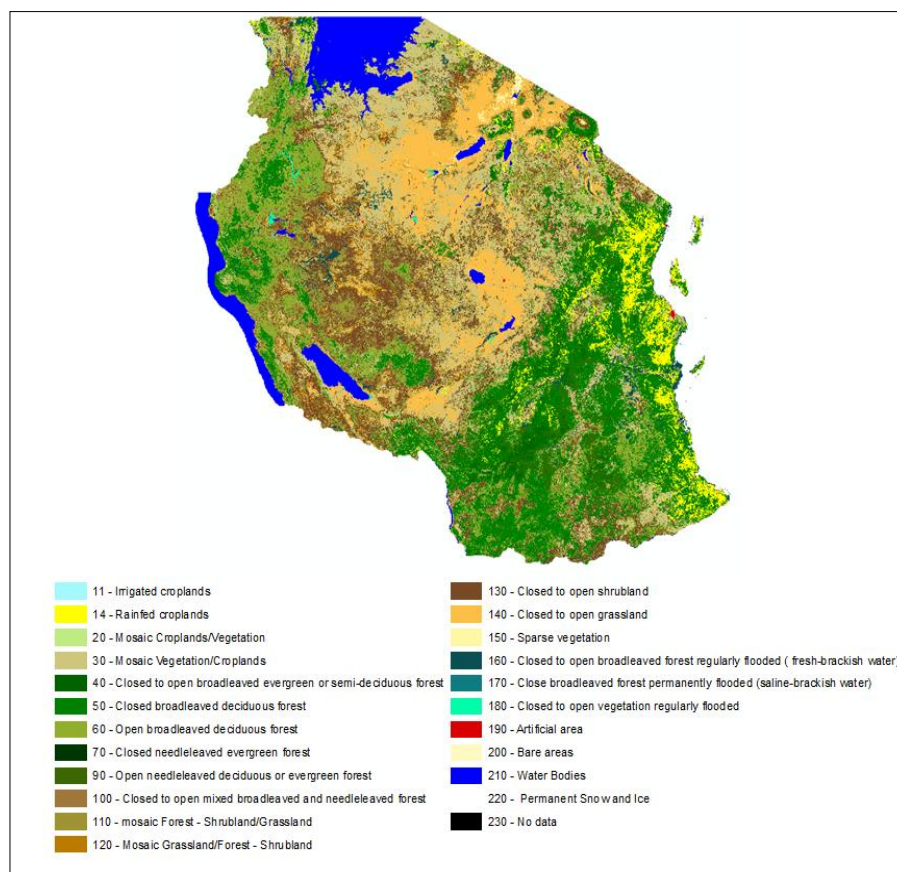 11 - Irrigated croplands
14 - Rainfed croplands
20 - Mosaic Croplands/Vegetation
30 - Mosaic Vegetation/Croplands
40 - Closed to open broadleaved evergreen or semi-deciduous forest
50 - Closed broadleaved deciduous forest
60 - Open broadleaved deciduous forest
70 - Closed needleleaved evergreen forest
90 - Open needleleaved deciduous or evergreen forest
100 - Closed to open mixed broadleaved and needleleaved forest
110 - mosaic Forest - Shrubland/Grassland
120 - Mosaic Grassland/Forest - Shrubland
130 - Closed to open shrubland
140 - Closed to open grassland
150 - Sparse vegetation
160 - Closed to open broadleaved forest regularly flooded ( fresh-brackish water)
170 - Close broadleaved forest permanently flooded (saline-brackish water)
180 - Closed to open vegetation regularly flooded
190 - Artificial area
200 - Bare areas
210 - Water Bodies
220 - Permanent Snow and Ice
230 - No data